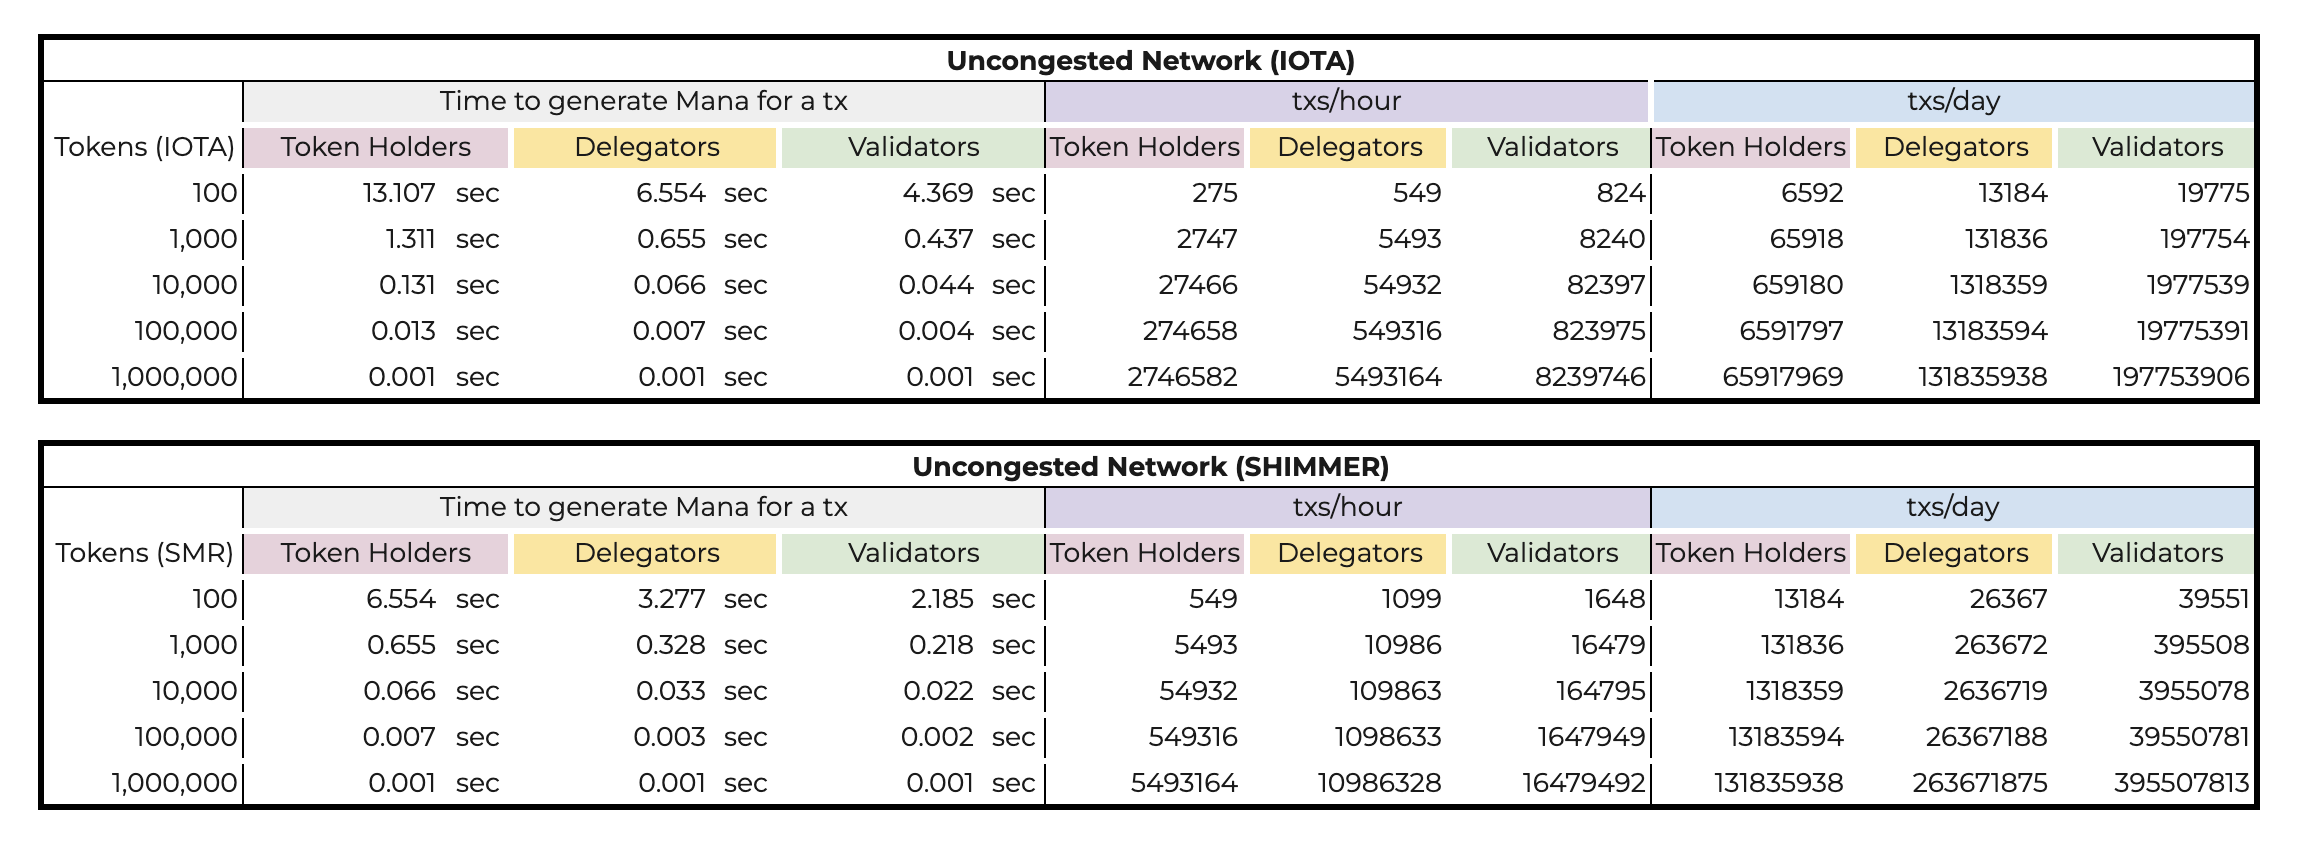 Uncongested Network (IOTA)
Time to generate Mana for a tx txs/hour txs/day
Tokens (IOTA) Token Holders Delegators Validators Token Holders Delegators Validators Token Holders Delegators Validators
100 13.107 sec 6.554 sec 4.369 sec 275 549 824 6592 13184 19775
1,000 1.311 sec 0.655 sec 0.437 sec 2747 5493 8240 65918 131836 197754
10,000 0.131 sec 0.066 sec 0.044 sec 27466 54932 82397 659180 1318359 1977539
100,000 0.013 sec 0.007 sec 0.004 sec 274658 549316 823975 6591797 13183594 19775391
1,000,000 0.001 sec 0.001 sec 0.001 sec 2746582 5493164 8239746 65917969 131835938 197753906
Uncongested Network (SHIMMER)
Time to generate Mana for a tx txs/hour txs/day
Tokens (SMR) Token Holders Delegators Validators Token Holders Delegators Validators Token Holders Delegators Validators
100 6.554 sec 3.277 sec 2.185 sec 549 1099 1648 13184 26367 39551
1,000 0.655 sec 0.328 sec 0.218 sec 5493 10986 16479 131836 263672 395508
10,000 0.066 sec 0.033 sec 0.022 sec 54932 109863 164795 1318359 2636719 3955078
100,000 0.007 sec 0.003 sec 0.002 sec 549316 1098633 1647949 13183594 26367188 39550781
1,000,000 0.001 sec 0.001 sec 0.001 sec 5493164 10986328 16479492 131835938 263671875 395507813